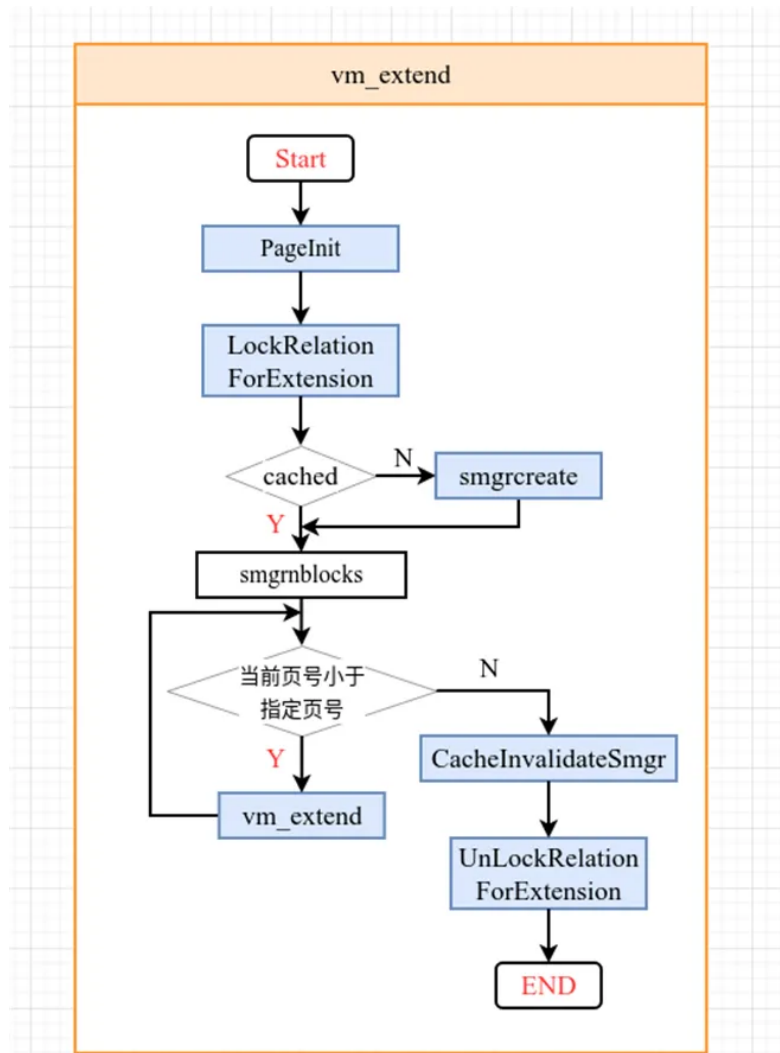 vm_extend
Start
PageInit
LockRelation
ForExtension
cached
N
smgrcreate
Y
smgrnblocks
当前页号小于
指定页号
N
Y
CacheInvalidateSmgr
vm_extend
UnLockRelation
ForExtension
END